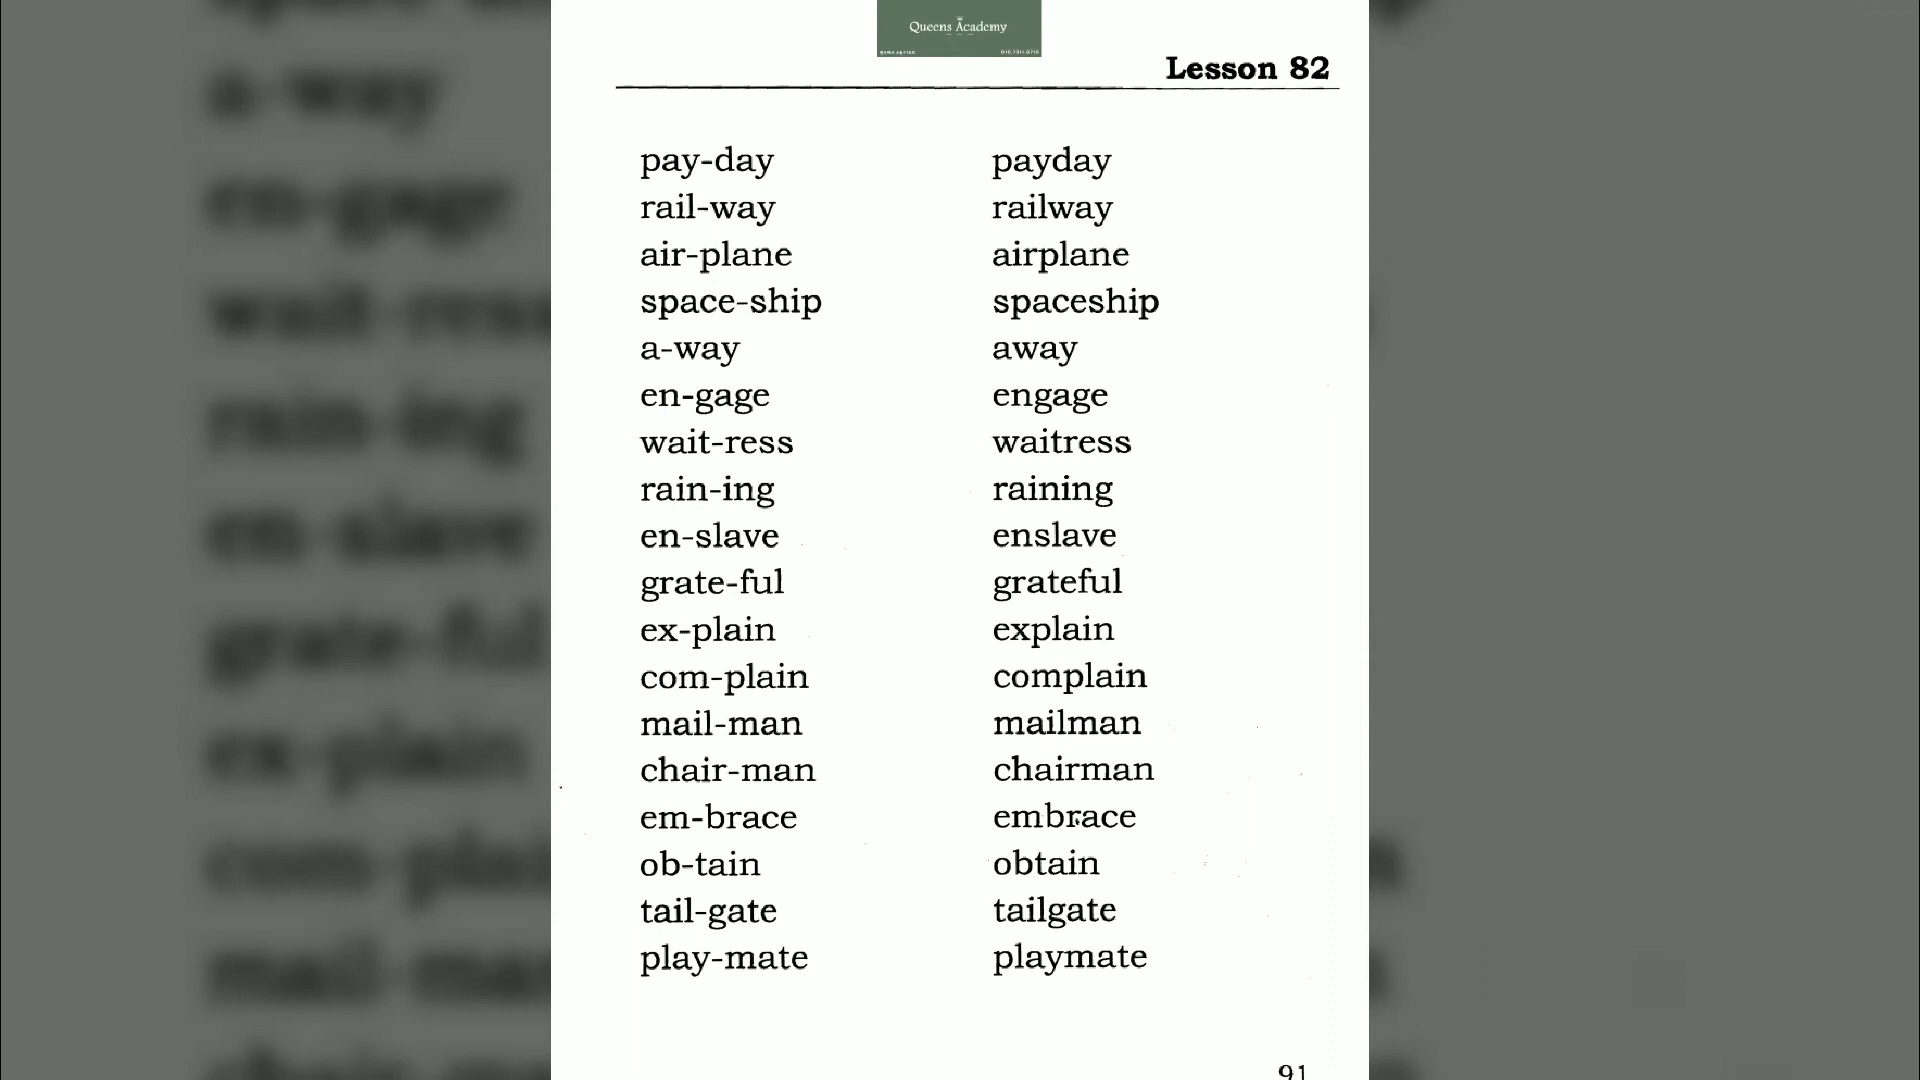 Queens Academy
Lesson 82
pay-day payday
rail-way railway
air-plane airplane
space-ship spaceship
a-way away
en-gage engage
wait-ress waitress
rain-ing raining
en-slave enslave
grate-ful grateful
ex-plain explain
com-plain complain
mail-man mailman
chair-man chairman
em-brace embrace
ob-tain obtain
tail-gate tailgate
play-mate playmate
91